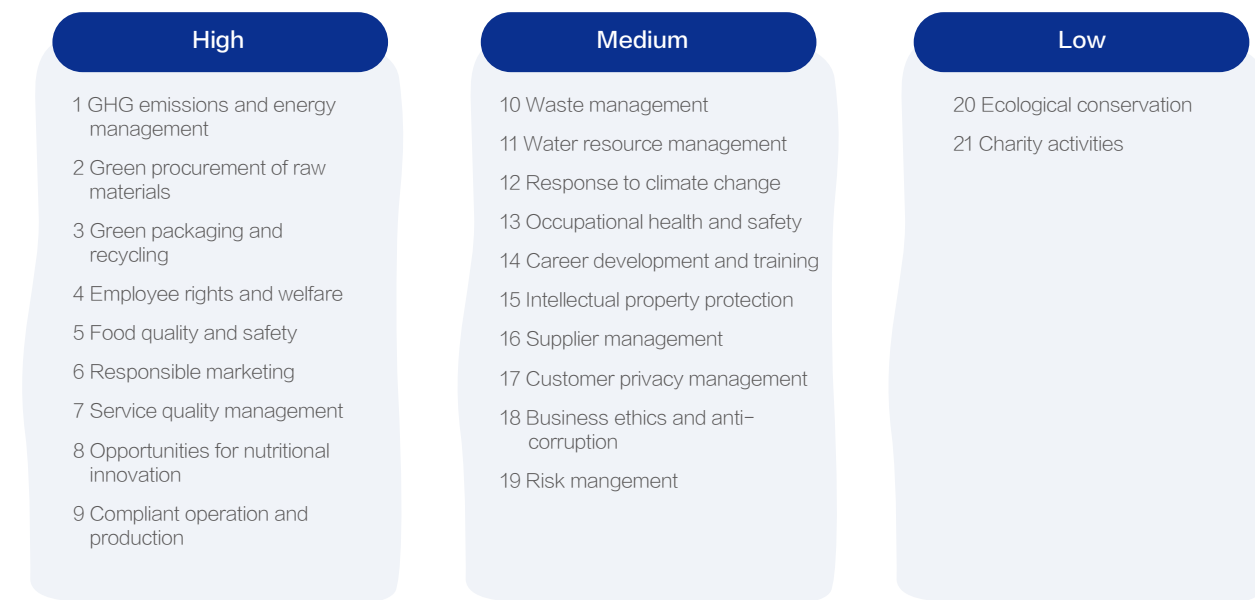 High
1 GHG emissions and energy
management
2 Green procurement of raw
materials
3 Green packaging and
recycling
4 Employee rights and welfare
5 Food quality and safety
6 Responsible marketing
7 Service quality management
8 Opportunities for nutritional
innovation
9 Compliant operation and
production
Medium
10 Waste management
11 Water resource management
12 Response to climate change
13 Occupational health and safety
14 Career development and training
15 Intellectual property protection
16 Supplier management
17 Customer privacy management
18 Business ethics and anti-
corruption
19 Risk mangement
Low
20 Ecological conservation
21 Charity activities